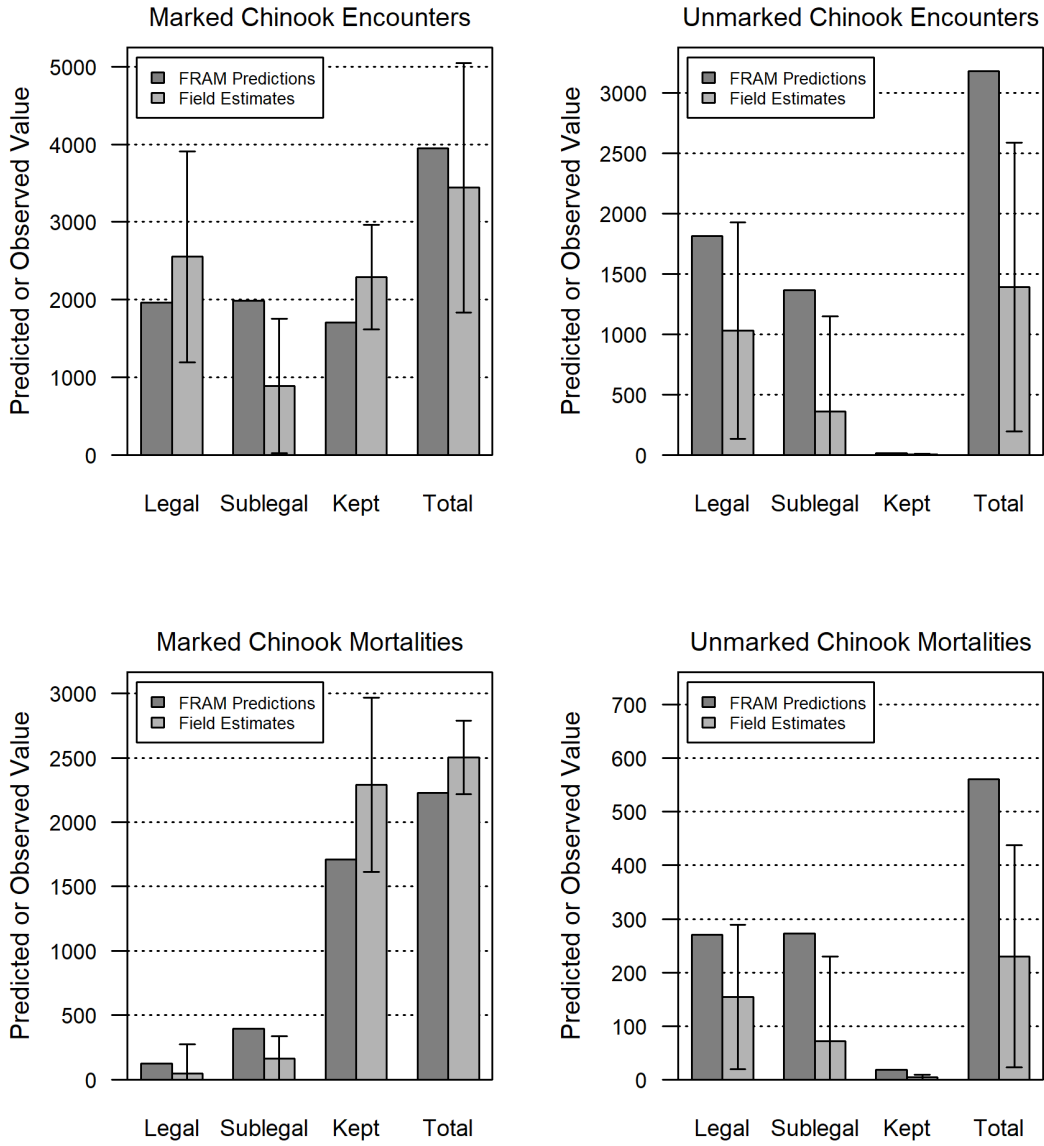 Marked Chinook Encounters
Predicted or Observed Value
5000
4000
3000
2000
1000
0
FRAM Predictions
Field Estimates
Legal Sublegal Kept Total
Unmarked Chinook Encounters
Predicted or Observed Value
3000
2500
2000
1500
1000
500
0
FRAM Predictions
Field Estimates
Legal Sublegal Kept Total
Marked Chinook Mortalities
Predicted or Observed Value
3000
2500
2000
1500
1000
500
0
FRAM Predictions
Field Estimates
Legal Sublegal Kept Total
Unmarked Chinook Mortalities
Predicted or Observed Value
700
600
500
400
300
200
100
0
FRAM Predictions
Field Estimates
Legal Sublegal Kept Total